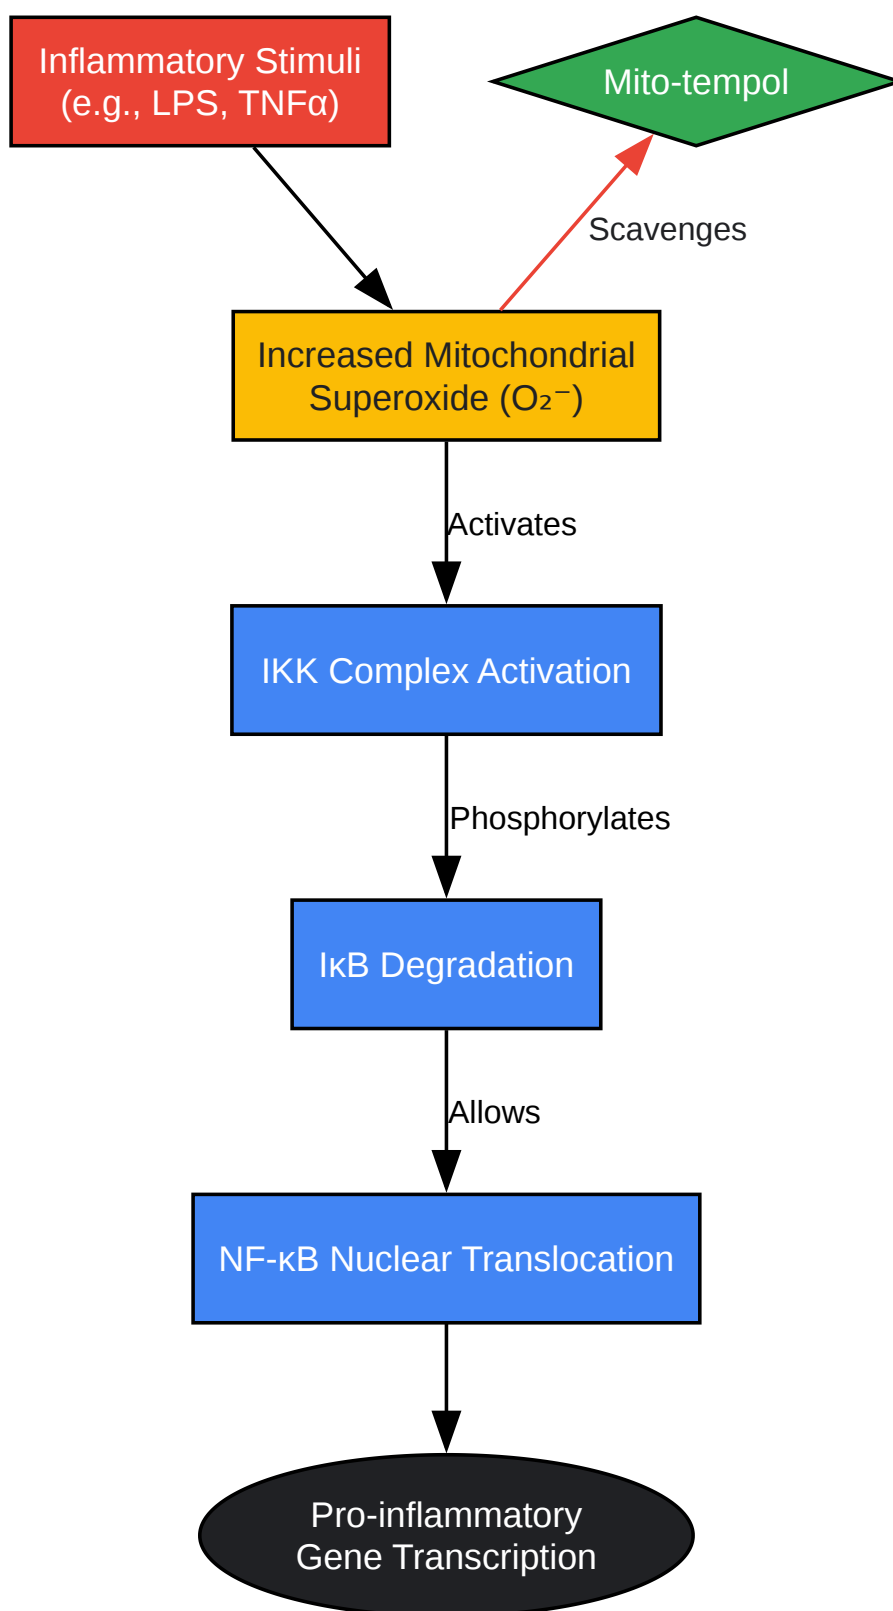 Inflammatory Stimuli
(e.g., LPS, TNFα)
Mito-tempol
Scavenges
Increased Mitochondrial
Superoxide (O₂⁻)
Activates
IKK Complex Activation
Phosphorylates
IκB Degradation
Allows
NF-κB Nuclear Translocation
Pro-inflammatory
Gene Transcription